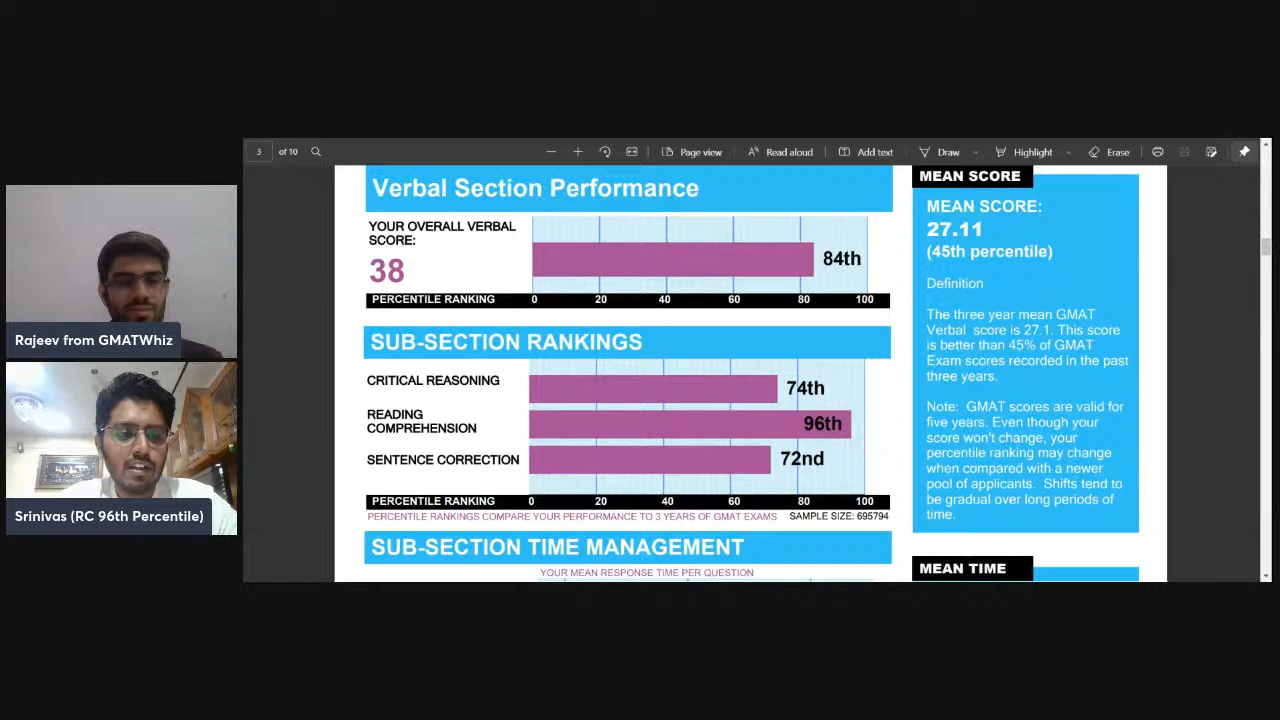 3 of 10
Page view
Read aloud
Add text
Draw
Highlight
Erase
Verbal Section Performance
YOUR OVERALL VERBAL
SCORE:
38
84th
PERCENTILE RANKING 0 20 40 60 80 100
SUB-SECTION RANKINGS
CRITICAL REASONING 74th
READING
COMPREHENSION
96th
SENTENCE CORRECTION 72nd
PERCENTILE RANKING 0 20 40 60 80 100
PERCENTILE RANKINGS COMPARE YOUR PERFORMANCE TO 3 YEARS OF GMAT EXAMS SAMPLE SIZE: 695794
SUB-SECTION TIME MANAGEMENT
YOUR MEAN RESPONSE TIME PER QUESTION
MEAN SCORE
MEAN SCORE:
27.11
(45th percentile)
Definition
The three year mean GMAT
Verbal score is 27.1. This score
is better than 45% of GMAT
Exam scores recorded in the past
three years.
Note: GMAT scores are valid for
five years. Even though your
score won't change, your
percentile ranking may change
when compared with a newer
pool of applicants. Shifts tend to
be gradual over long periods of
time.
MEAN TIME
Rajeev from GMATWhiz
Srinivas (RC 96th Percentile)